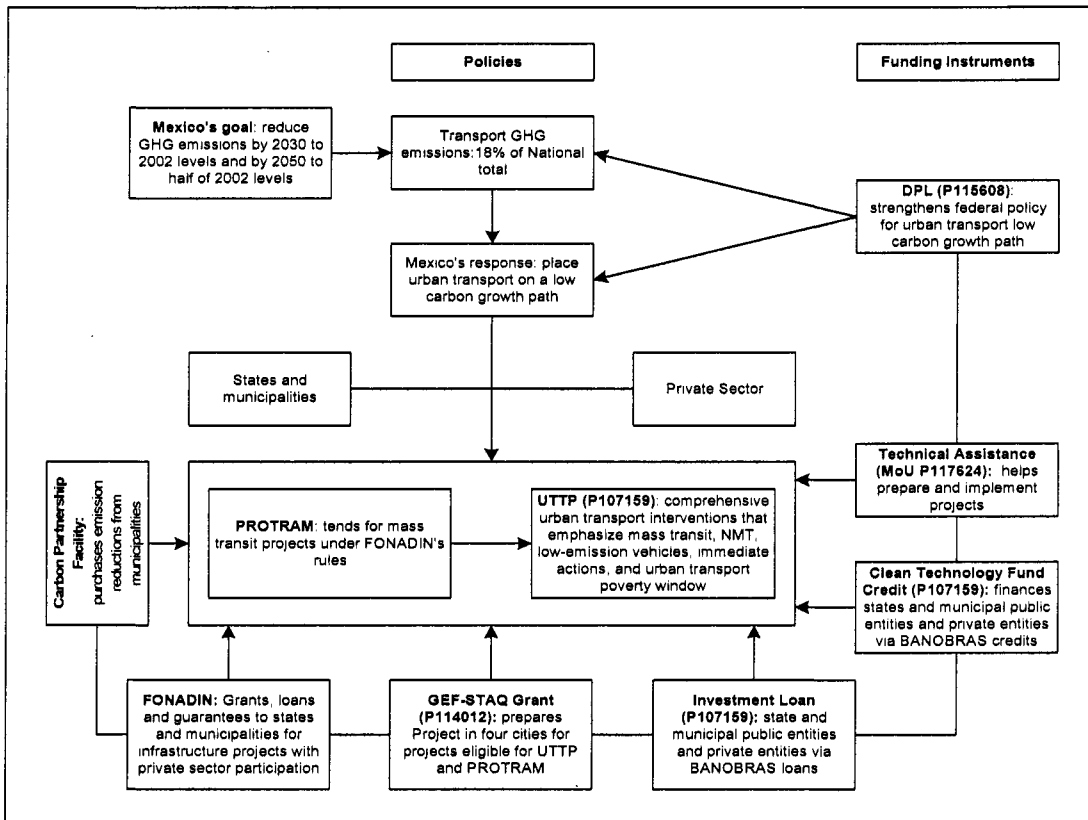 Policies
Funding Instruments
Mexico's goal: reduce
GHG emissions by 2030 to
2002 levels and by 2050 to
half of 2002 levels
Transport GHG
emissions:18% of National
total
DPL (P115608):
strengthens federal policy
for urban transport low
carbon growth path
Mexico's response: place
urban transport on a low
carbon growth path
States and
municipalities
Private Sector
Carbon Partnership
Facility:
purchases emission
reductions from
municipalities
PROTRAM: tends for mass
transit projects under FONADIN's
rules
UTTP (P107159): comprehensive
urban transport interventions that
emphasize mass transit, NMT,
low-emission vehicles, immediate
actions, and urban transport
poverty window
Technical Assistance
(MoU P117624): helps
prepare and implement
projects
Clean Technology Fund
Credit (P107159): finances
states and municipal public
entities and private entities
via BANOBRAS credits
FONADIN: Grants, loans
and guarantees to states
and municipalities for
infrastructure projects with
private sector participation
GEF-STAQ Grant
(P114012): prepares
Project in four cities for
projects eligible for UTTP
and PROTRAM
Investment Loan
(P107159): state and
municipal public entities
and private entities via
BANOBRAS loans